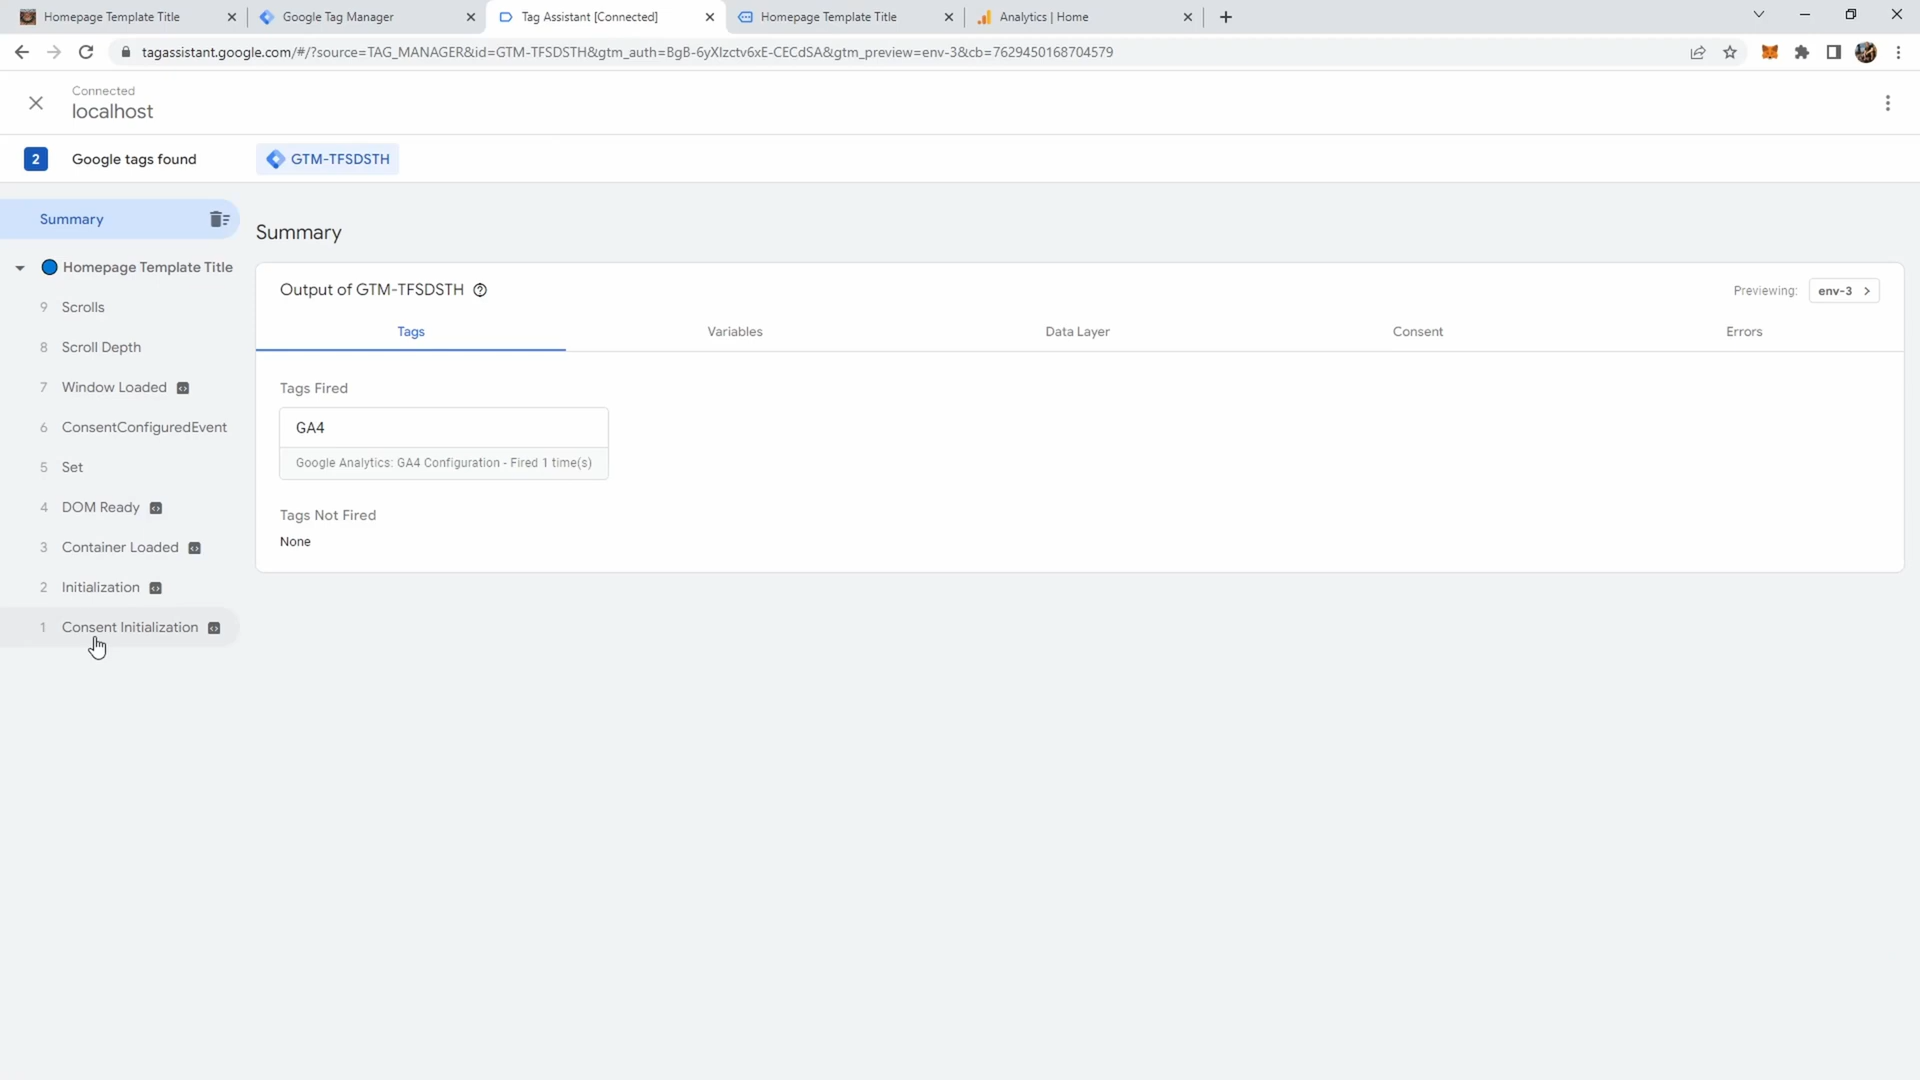 Homepage Template Title
Google Tag Manager
Tag Assistant [Connected]
Homepage Template Title
Analytics | Home
tagassistant.google.com/#/?source=TAG_MANAGER&id=GTM-TFSDSTH&gtm_auth=BgB-6yXIzctv6xE-CECdSA&gtm_preview=env-3&cb=7629450168704579
Connected
localhost
2 Google tags found
GTM-TFSDSTH
Summary
Homepage Template Title
9 Scrolls
8 Scroll Depth
7 Window Loaded
6 ConsentConfiguredEvent
5 Set
4 DOM Ready
3 Container Loaded
2 Initialization
1 Consent Initialization
Summary
Output of GTM-TFSDSTH
Previewing: env-3
Tags
Variables
Data Layer
Consent
Errors
Tags Fired
GA4
Google Analytics: GA4 Configuration - Fired 1 time(s)
Tags Not Fired
None